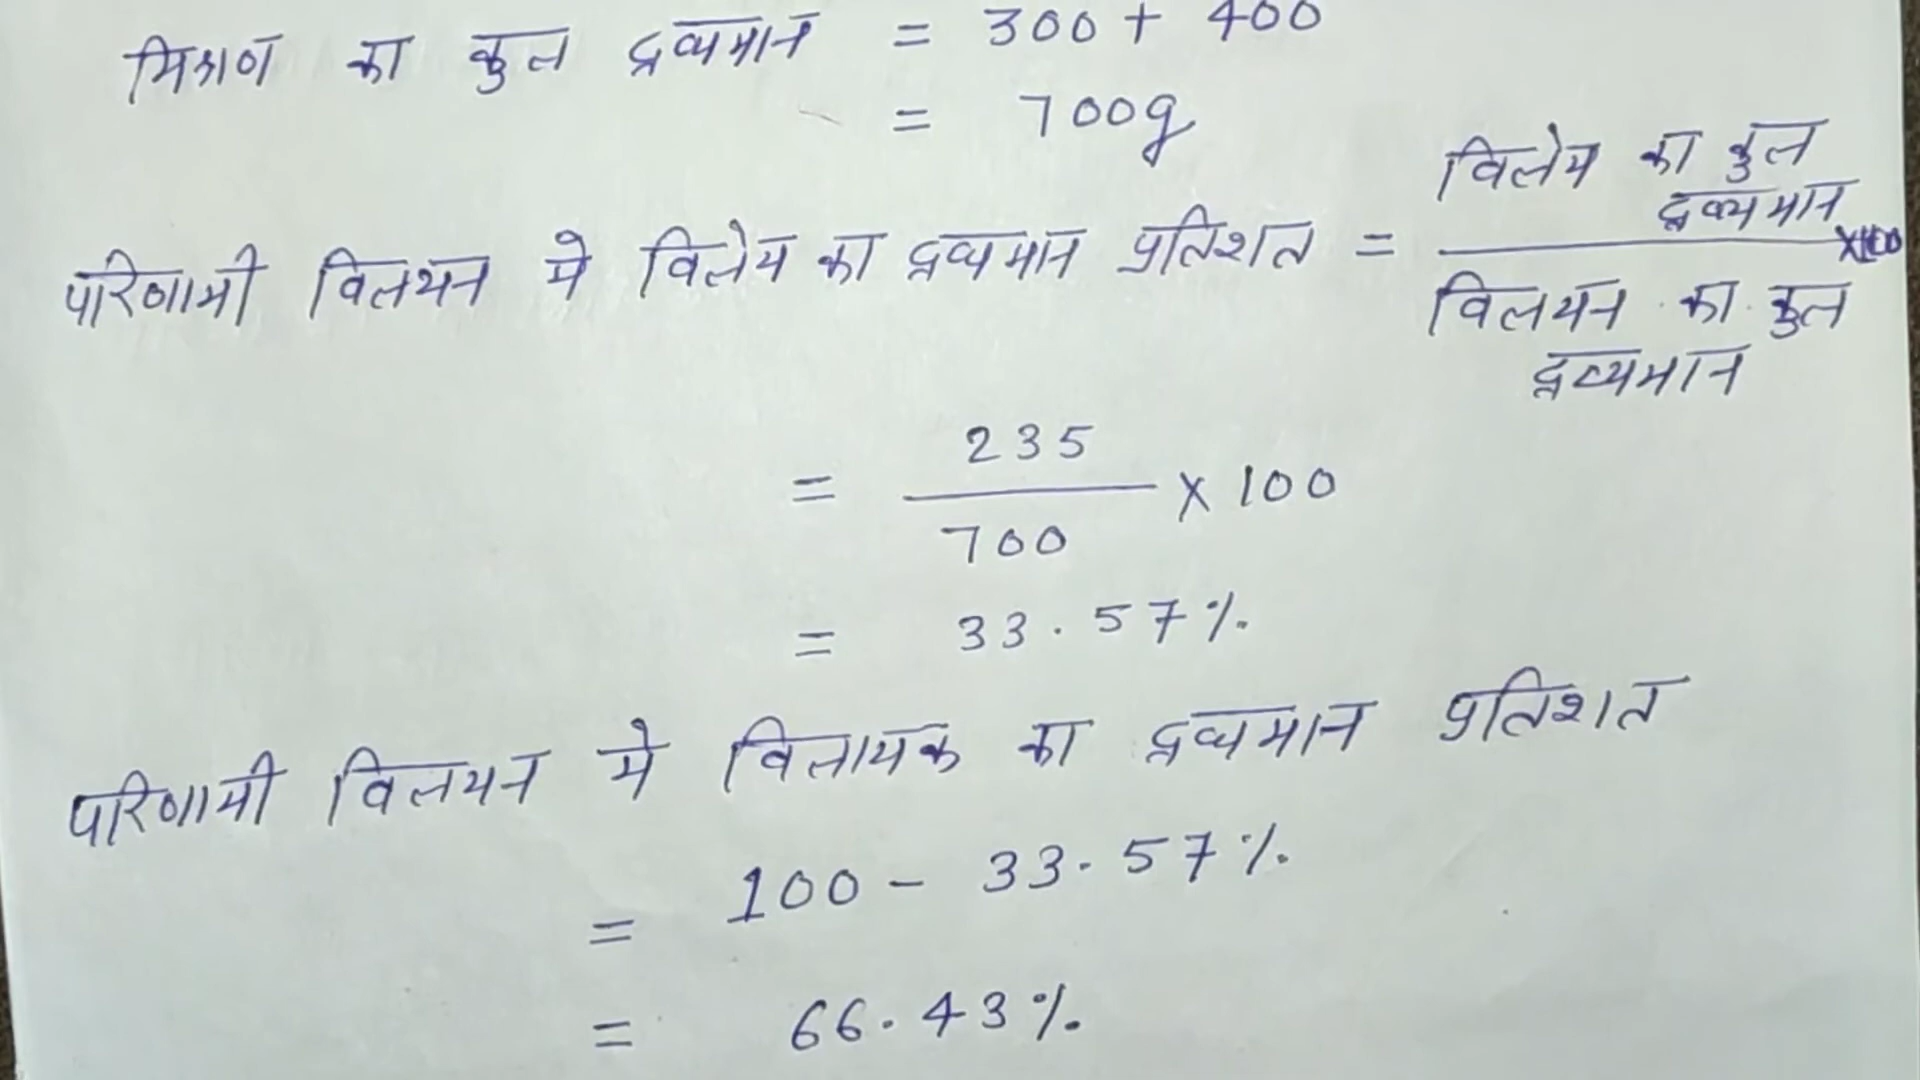 मिश्रण का कुल द्रव्यमान = 300 + 400
= 700g
परिणामी विलयन मे विलेय का द्रव्यमान प्रतिशत = विलेय का कुल द्रव्यमान / विलयन का कुल द्रव्यमान × 100
= 235 / 700 × 100
= 33.57%
परिणामी विलयन मे विलायक का द्रव्यमान प्रतिशत
= 100 - 33.57%
= 66.43%